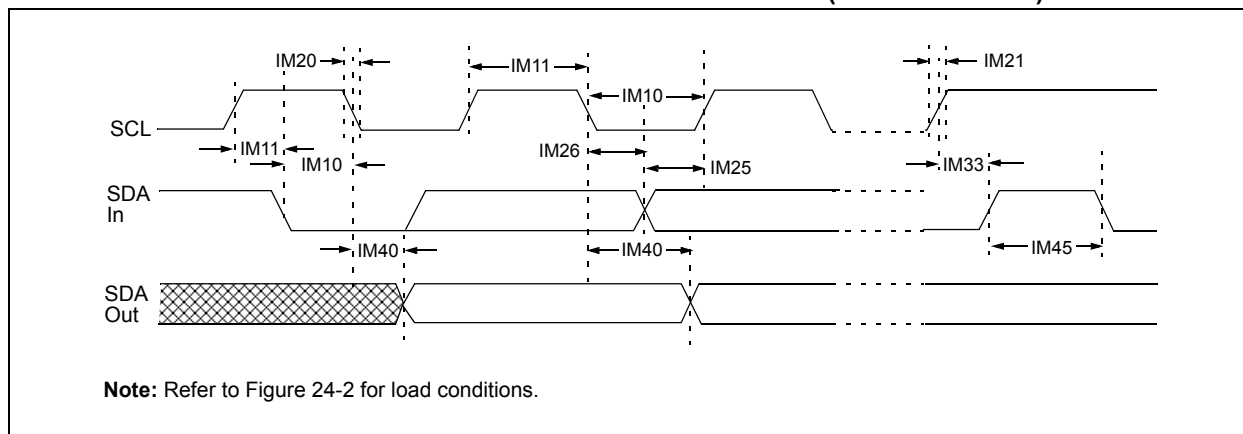 IM20
IM11
IM21
IM10
SCL
IM11
IM10
IM26
IM25
IM33
SDA
In
IM40
IM40
IM45
SDA
Out
Note: Refer to Figure 24-2 for load conditions.